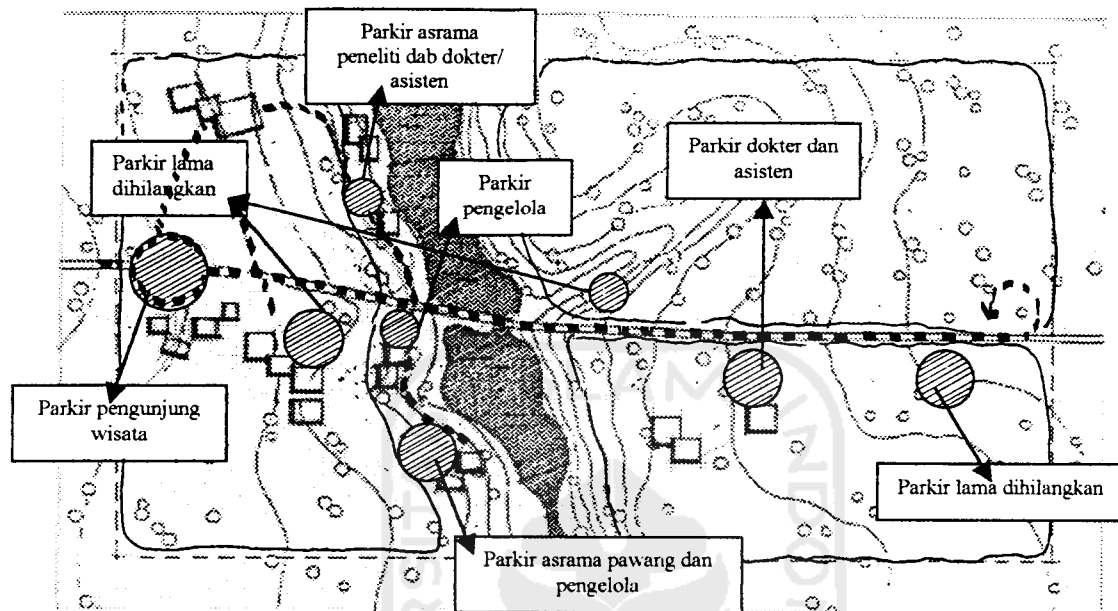 Parkir asrama
peneliti dab dokter/
asisten
Parkir lama
dihilangkan
Parkir
pengelola
Parkir dokter dan
asisten
Parkir pengunjung
wisata
Parkir lama dihilangkan
Parkir asrama pawang dan
pengelola